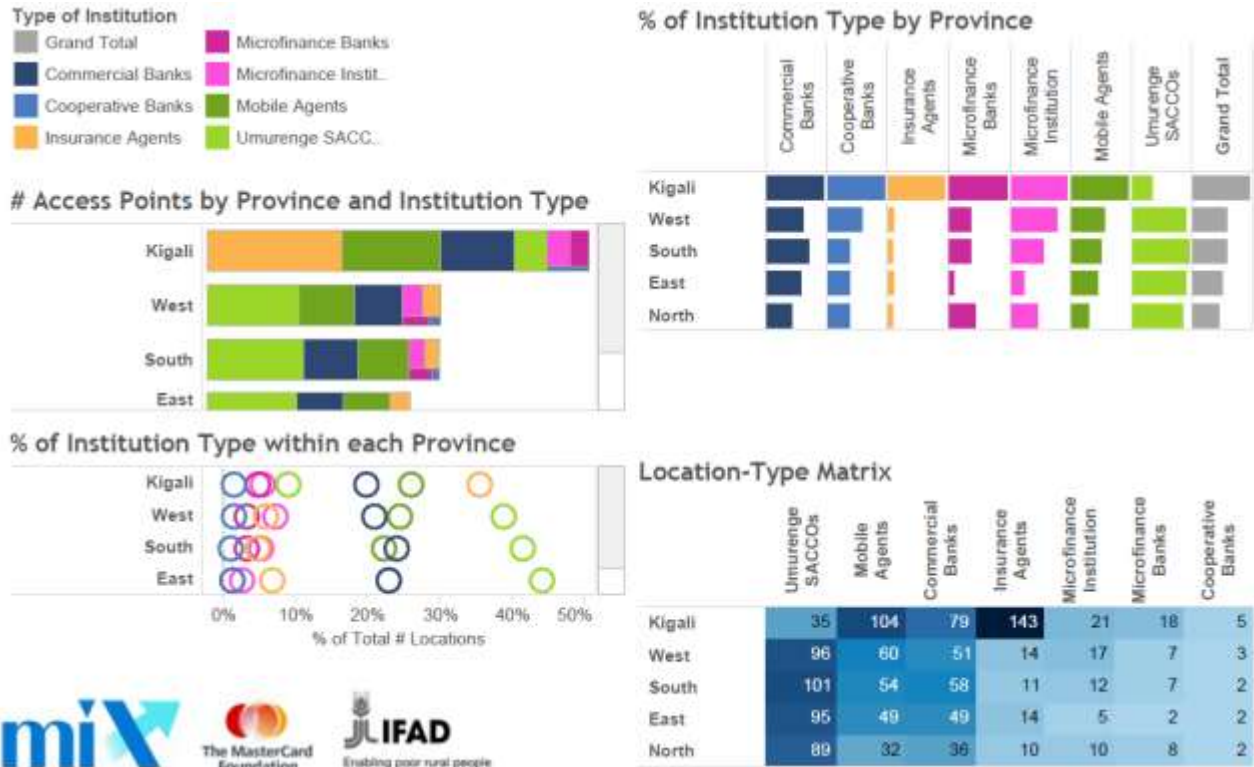 Type of Institution
Grand Total
Microfinance Banks
Commercial Banks
Microfinance Instit..
Cooperative Banks
Mobile Agents
Insurance Agents
Umurenge SACC..
# Access Points by Province and Institution Type
Kigali
West
South
East
% of Institution Type within each Province
Kigali
West
South
East
0% 10% 20% 30% 40% 50%
% of Total # Locations
miX
The MasterCard
Foundation
JLIFAD
Enabling poor rural people
% of Institution Type by Province
Commercial
Banks
Cooperative
Banks
Insurance
Agents
Microfinance
Banks
Microfinance
Institution
Mobile Agents
Umurenge
SACCOs
Grand Total
Kigali
West
South
East
North
Location-Type Matrix
Umurenge
SACCOs
Mobile
Agents
Commercial
Banks
Insurance
Agents
Microfinance
Institution
Microfinance
Banks
Cooperative
Banks
Kigali 35 104 79 143 21 18 5
West 96 60 51 14 17 7 3
South 101 54 58 11 12 7 2
East 95 49 49 14 5 2 2
North 89 32 36 10 10 8 2